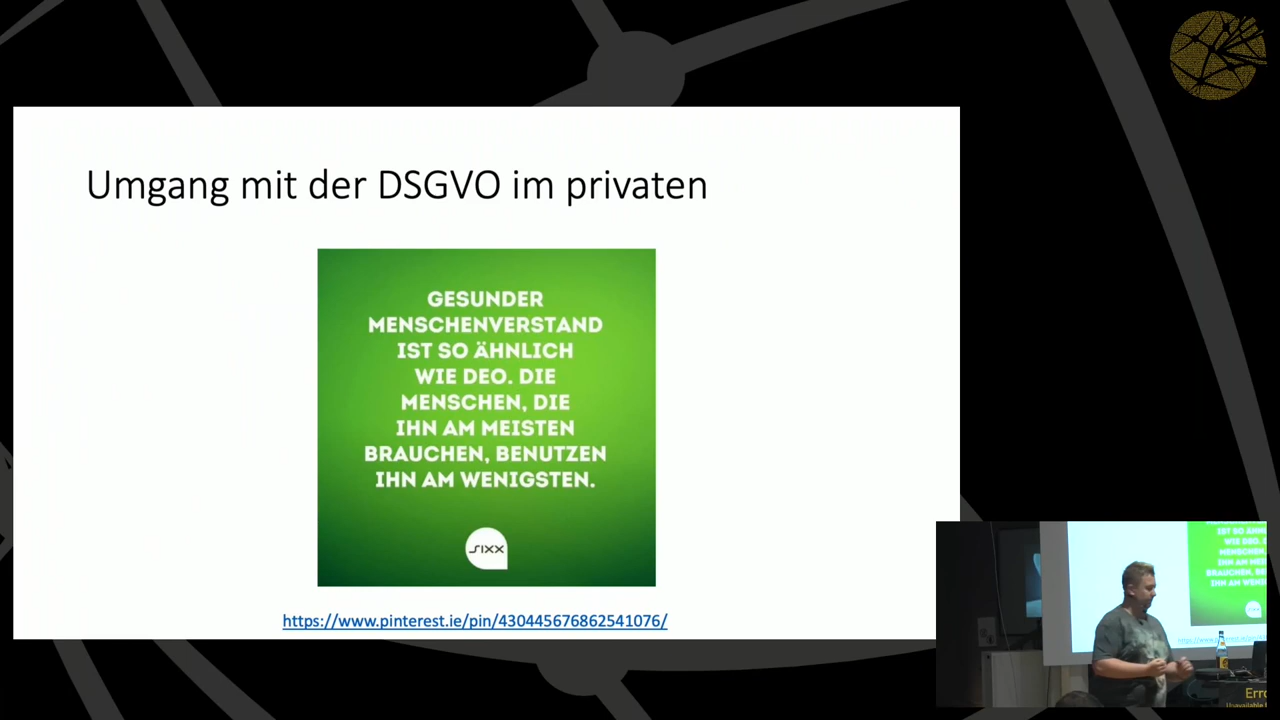 Umgang mit der DSGVO im privaten
GESUNDER
MENSCHENVERSTAND
IST SO ÄHNLICH
WIE DEO. DIE
MENSCHEN, DIE
IHN AM MEISTEN
BRAUCHEN, BENUTZEN
IHN AM WENIGSTEN.
SIXX
https://www.pinterest.ie/pin/430445676862541076/